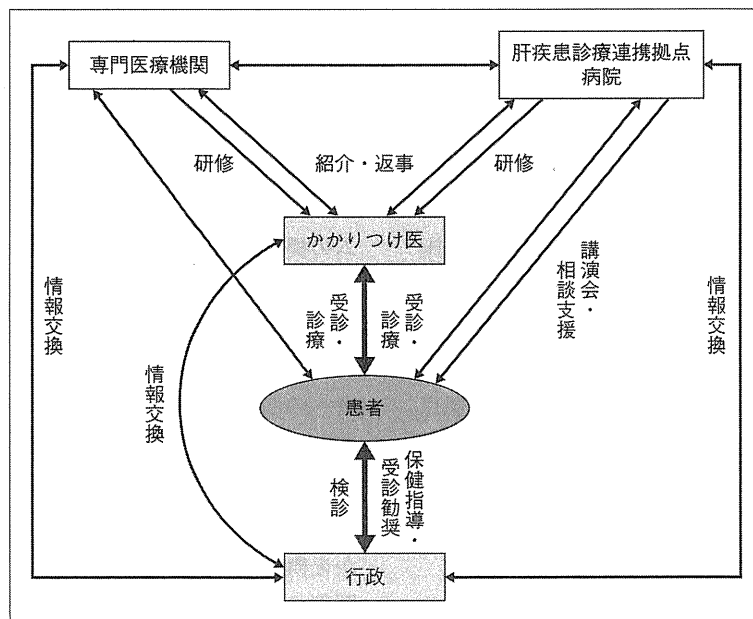 専門医療機関
肝疾患診療連携拠点
病院
研修
紹介・返事
研修
かかりつけ医
情報交換
情報交換
受診・
診療
受診・
診療
講演会・
相談支援
情報交換
患者
検診
保健指導・
受診勧奨
行政